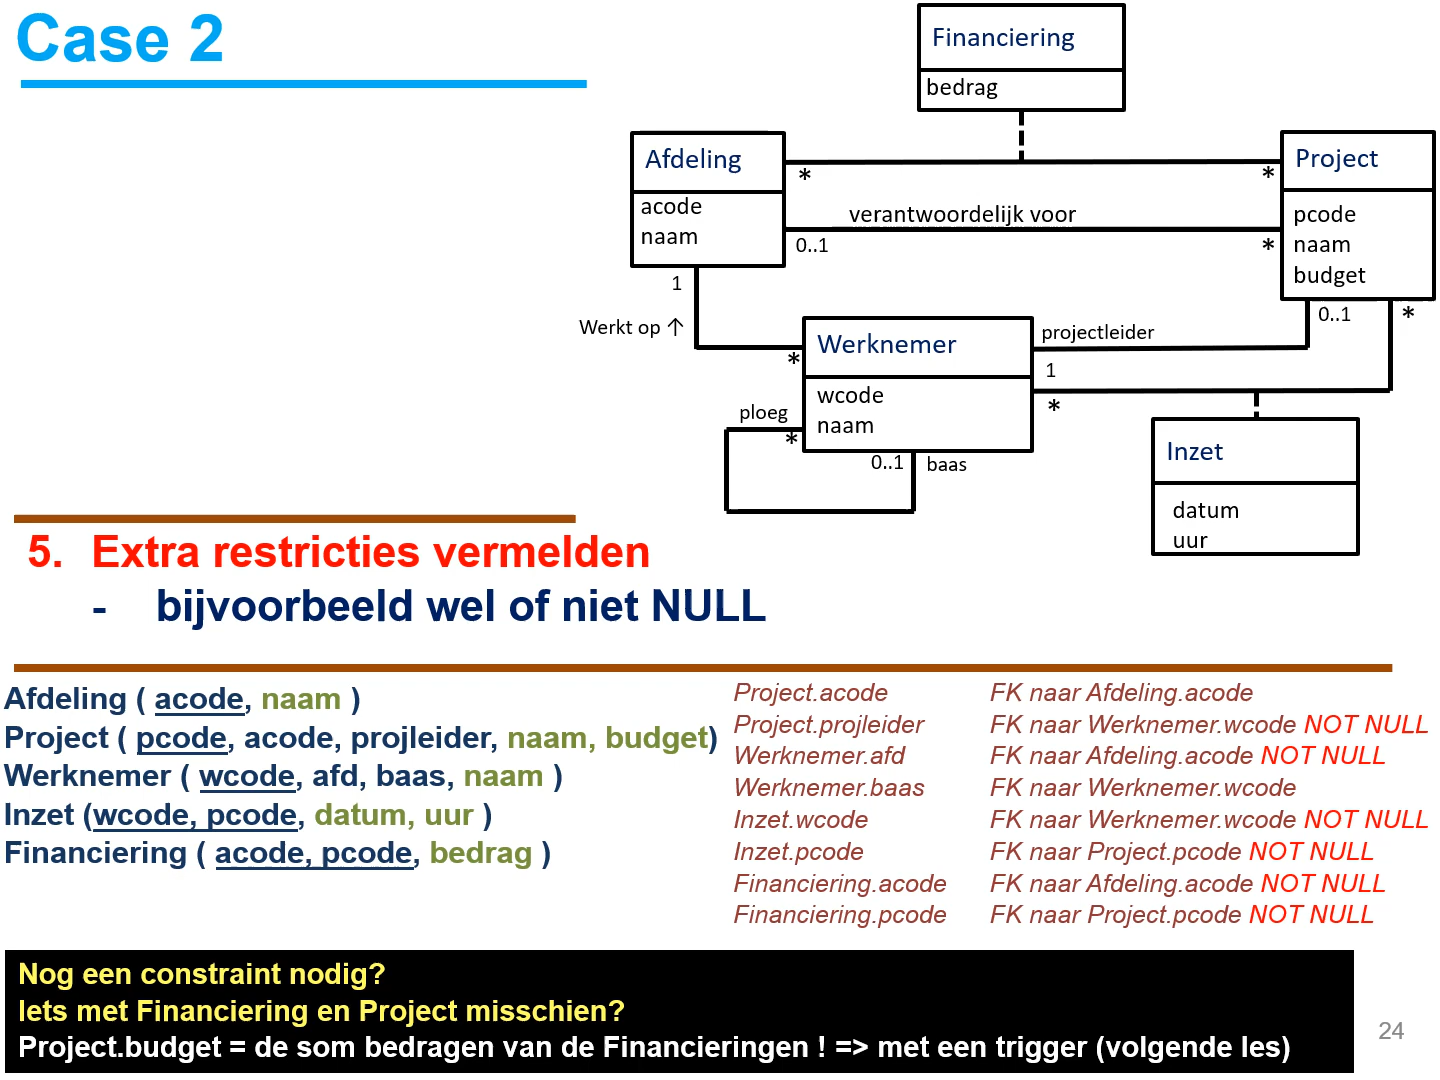 Case 2
Financiering
bedrag
Afdeling
acode
naam
Project
pcode
naam
budget
*
*
verantwoordelijk voor
0..1
*
1
Werkt op ↑
*
Werknemer
wcode
naam
projectleider
1
0..1
*
*
ploeg
*
0..1
baas
Inzet
datum
uur
5. Extra restricties vermelden
- bijvoorbeeld wel of niet NULL
Afdeling ( acode, naam )
Project ( pcode, acode, projleider, naam, budget)
Werknemer ( wcode, afd, baas, naam )
Inzet (wcode, pcode, datum, uur )
Financiering ( acode, pcode, bedrag )
Project.acode FK naar Afdeling.acode
Project.projleider FK naar Werknemer.wcode NOT NULL
Werknemer.afd FK naar Afdeling.acode NOT NULL
Werknemer.baas FK naar Werknemer.wcode
Inzet.wcode FK naar Werknemer.wcode NOT NULL
Inzet.pcode FK naar Project.pcode NOT NULL
Financiering.acode FK naar Afdeling.acode NOT NULL
Financiering.pcode FK naar Project.pcode NOT NULL
Nog een constraint nodig?
Iets met Financiering en Project misschien?
Project.budget = de som bedragen van de Financieringen ! => met een trigger (volgende les)
24